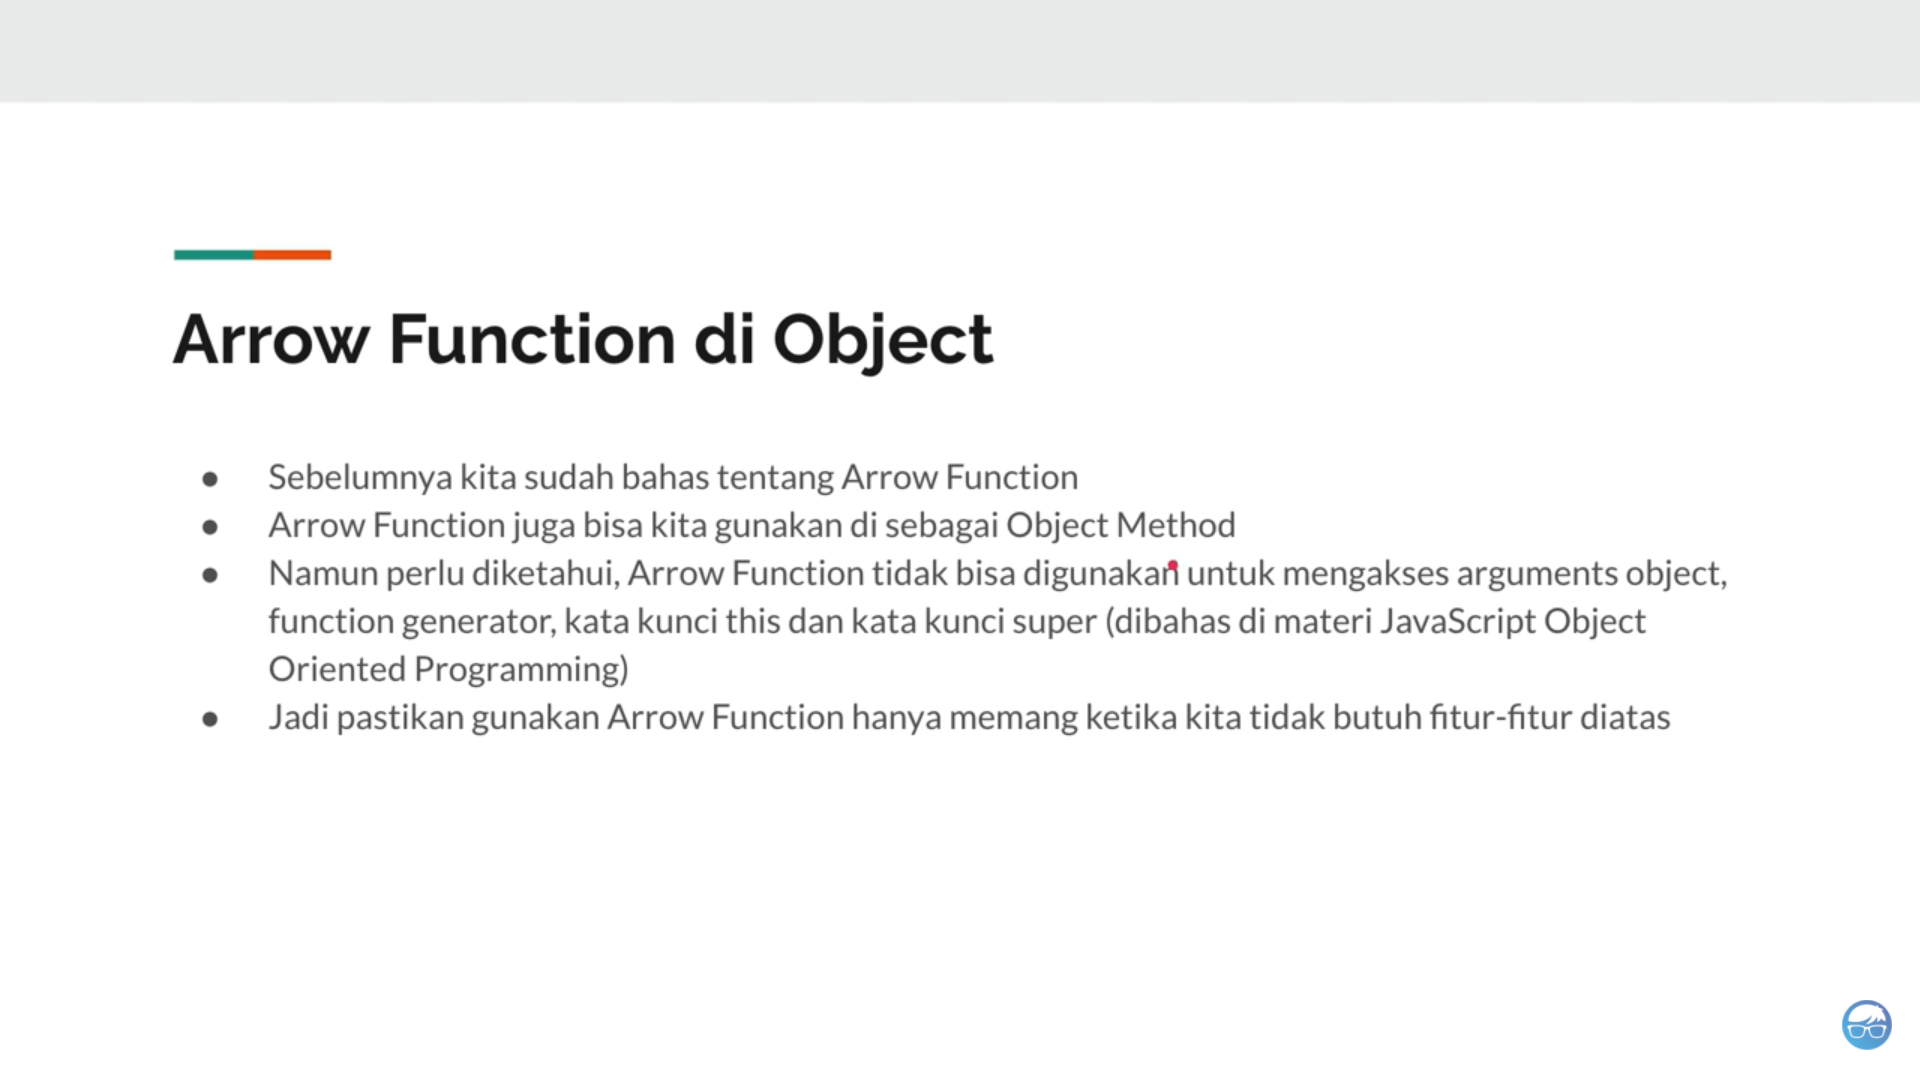 Arrow Function di Object
● Sebelumnya kita sudah bahas tentang Arrow Function
● Arrow Function juga bisa kita gunakan di sebagai Object Method
● Namun perlu diketahui, Arrow Function tidak bisa digunakan untuk mengakses arguments object,
function generator, kata kunci this dan kata kunci super (dibahas di materi JavaScript Object
Oriented Programming)
● Jadi pastikan gunakan Arrow Function hanya memang ketika kita tidak butuh fitur-fitur diatas